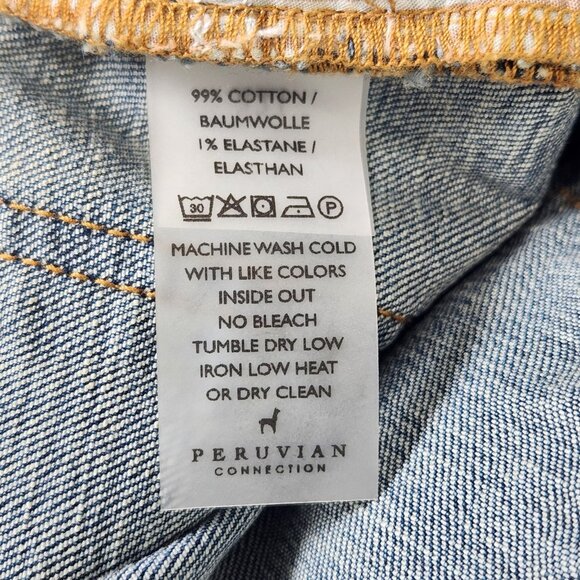 99% COTTON /
BAUMWOLLE
1% ELASTANE /
ELASTHAN
30 P
MACHINE WASH COLD
WITH LIKE COLORS
INSIDE OUT
NO BLEACH
TUMBLE DRY LOW
IRON LOW HEAT
OR DRY CLEAN
PERUVIAN
CONNECTION